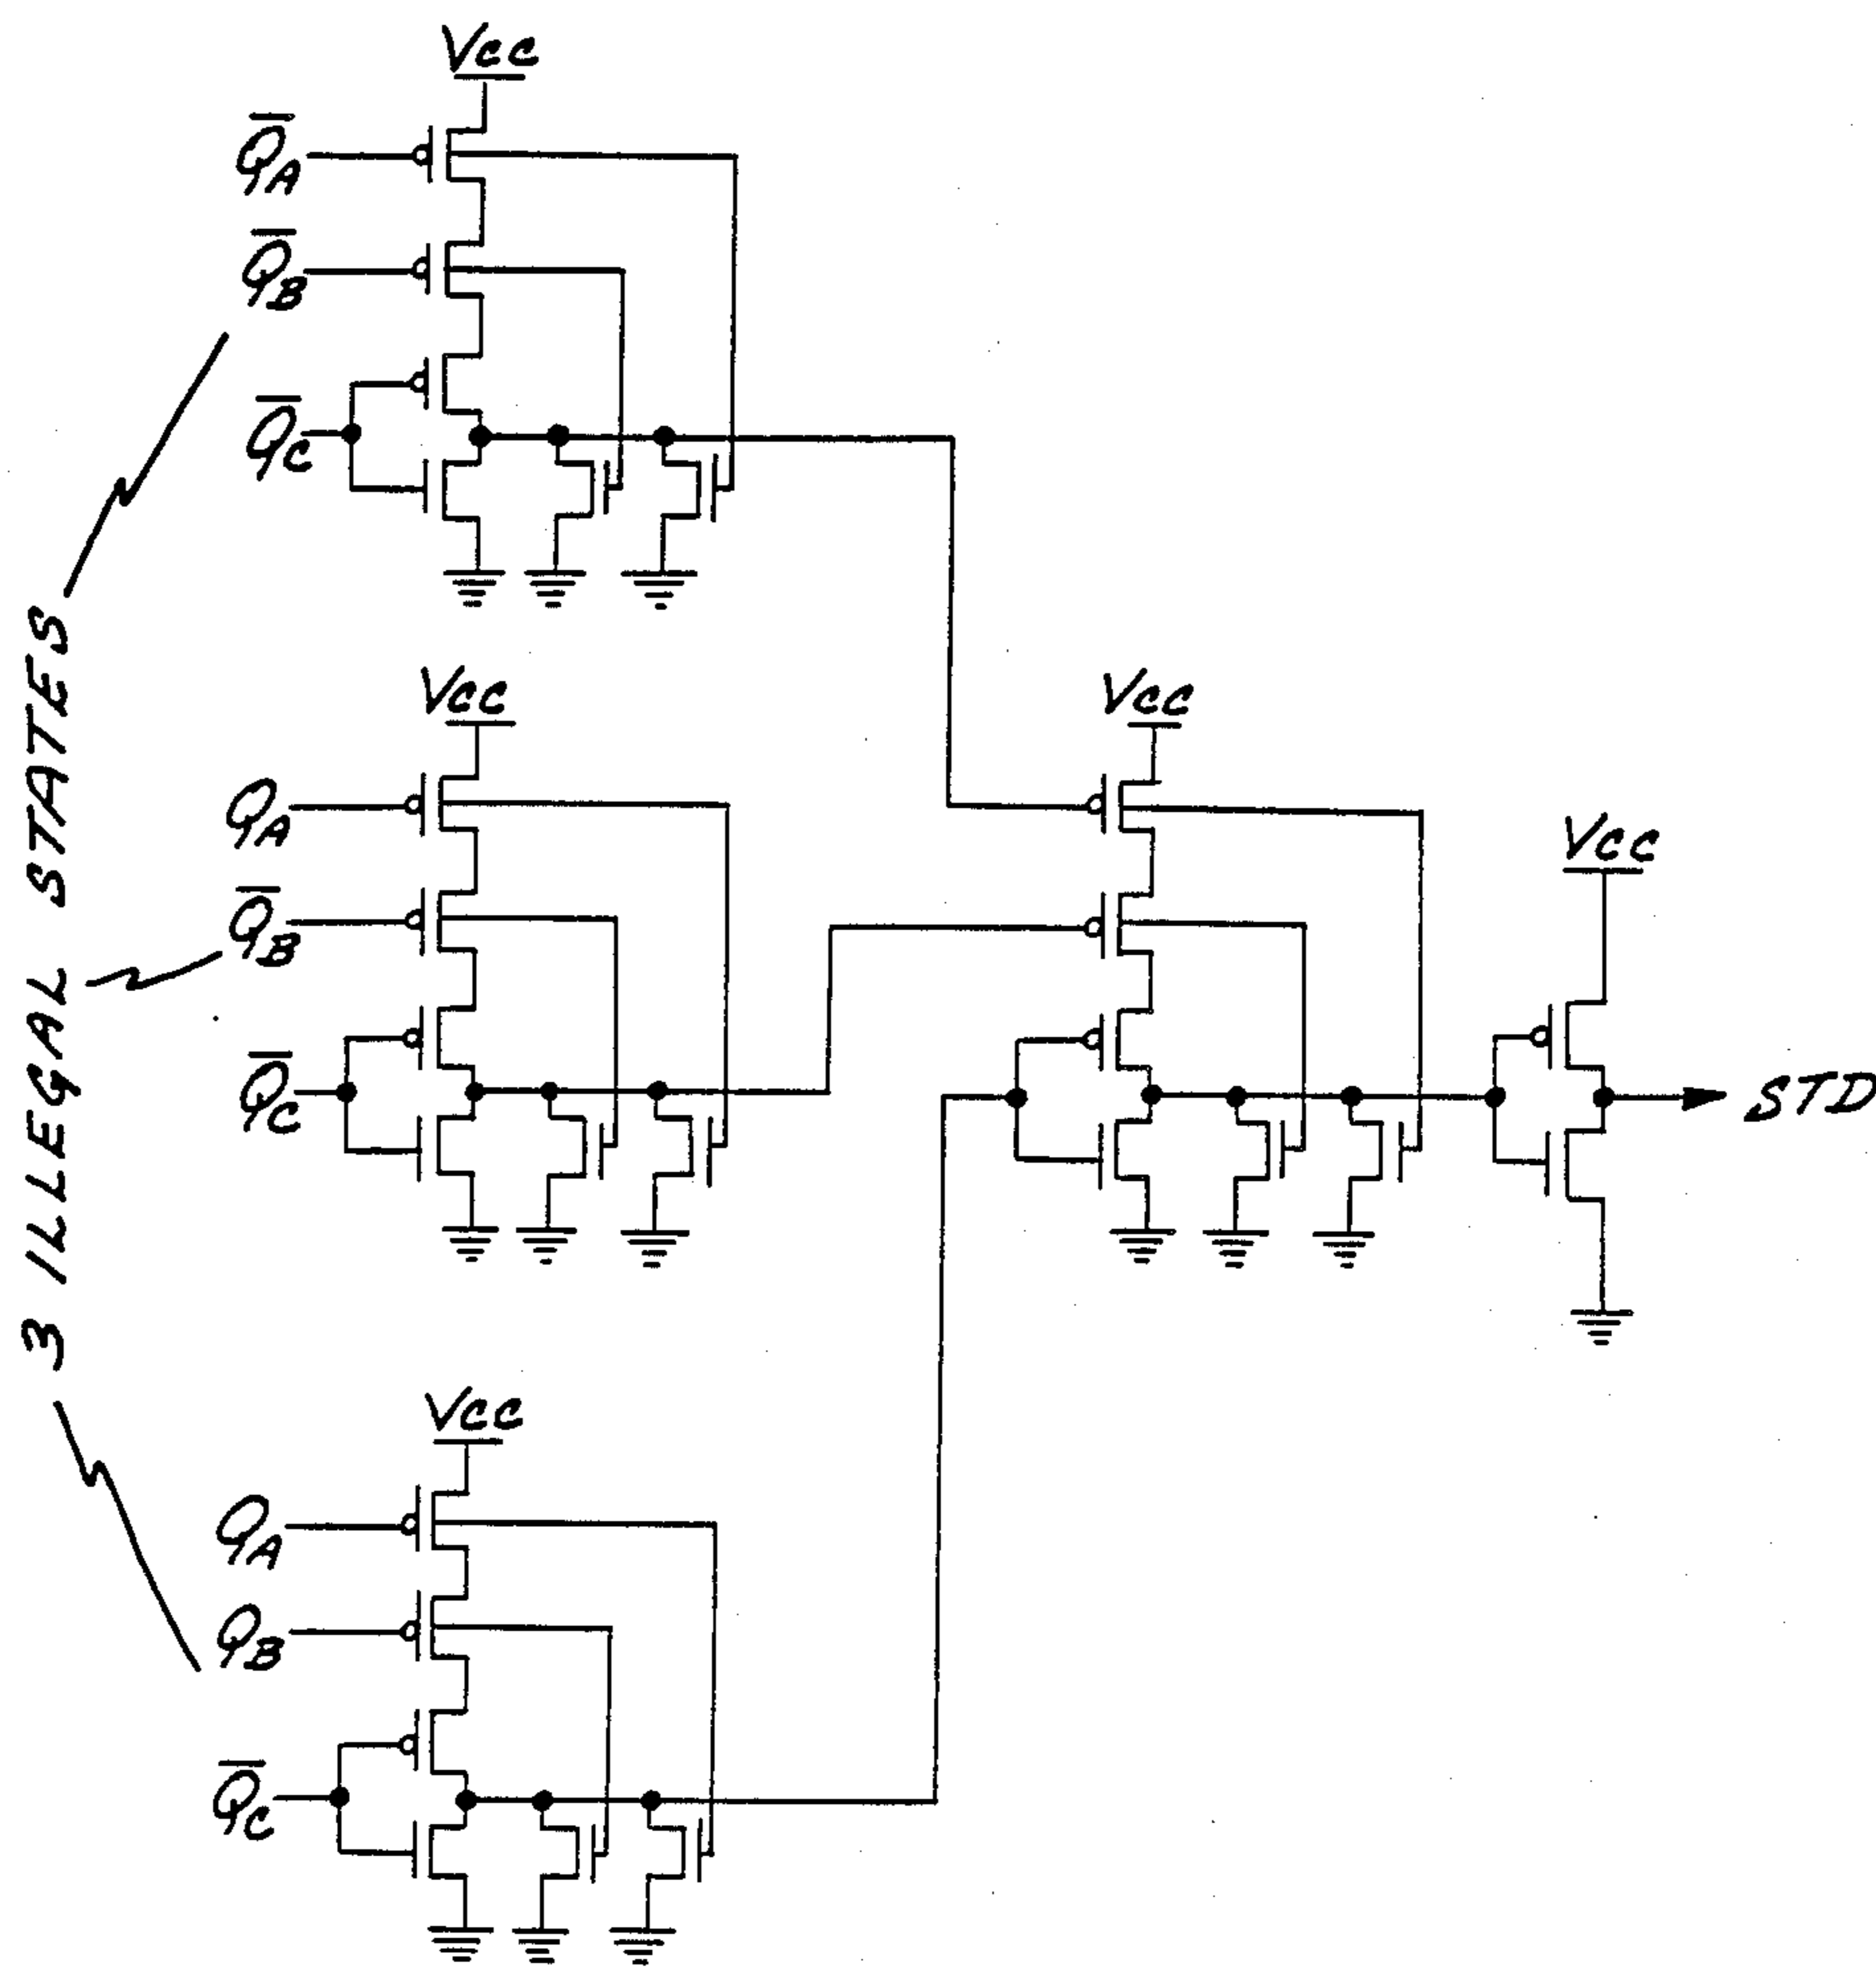 Vcc
Q̅A̅
Q̅B̅
Q̅C̅
3 ILLEGAL STATES
Vcc
QA
Q̅B̅
Q̅C̅
Vcc
Vcc
STD
Vcc
QA
QB
Q̅C̅